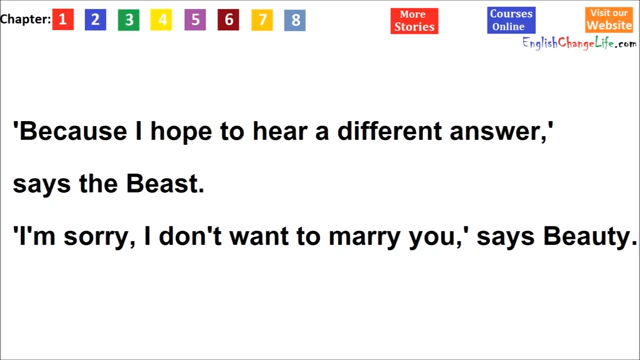 Chapter: 1 2 3 4 5 6 7 8
More
Stories
Courses
Online
Visit our
Website
EnglishChangeLife.com
'Because I hope to hear a different answer,'
says the Beast.
'I'm sorry, I don't want to marry you,' says Beauty.